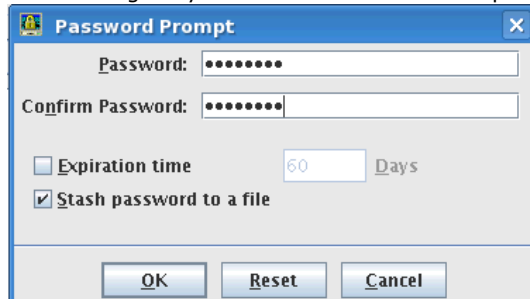 Password Prompt
Password: ••••••••
Confirm Password: ••••••••
Expiration time 60 Days
Stash password to a file
OK Reset Cancel